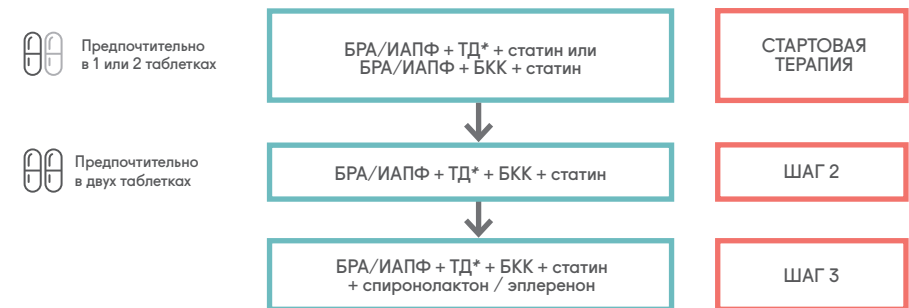 Предпочтительно
в 1 или 2 таблетках
БРА/ИАПФ + ТД* + статин или
БРА/ИАПФ + БКК + статин
СТАРТОВАЯ
ТЕРАПИЯ
Предпочтительно
в двух таблетках
БРА/ИАПФ + ТД* + БКК + статин
ШАГ 2
БРА/ИАПФ + ТД* + БКК + статин
+ спиронолактон / эплеренон
ШАГ 3